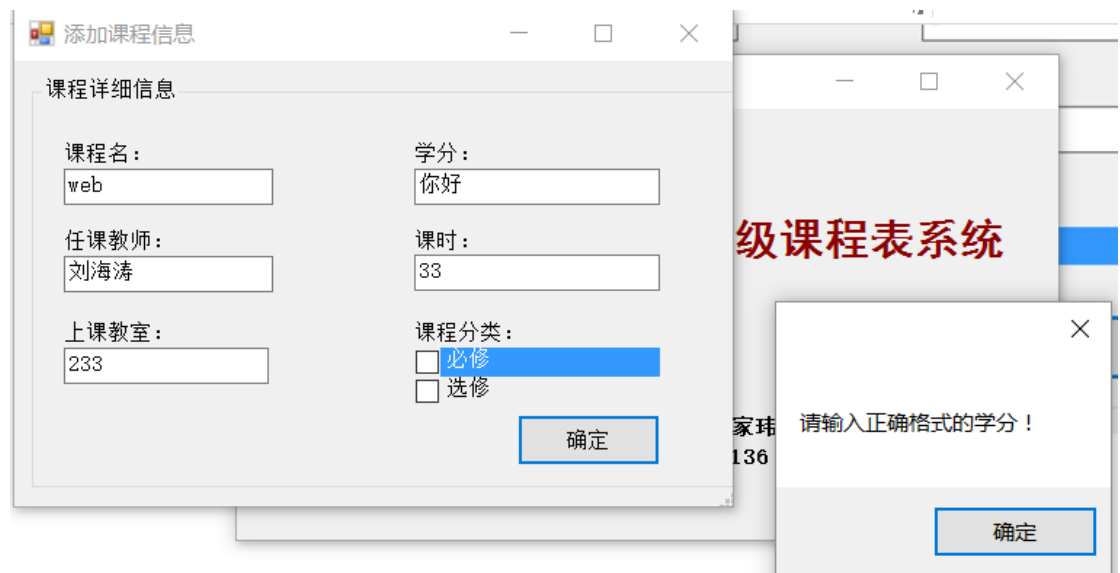 添加课程信息
课程详细信息
课程名：
学分：
web
你好
任课教师：
课时：
刘海涛
33
上课教室：
课程分类：
233
必修
选修
确定
级课程表系统
家玮
136
请输入正确格式的学分！
确定